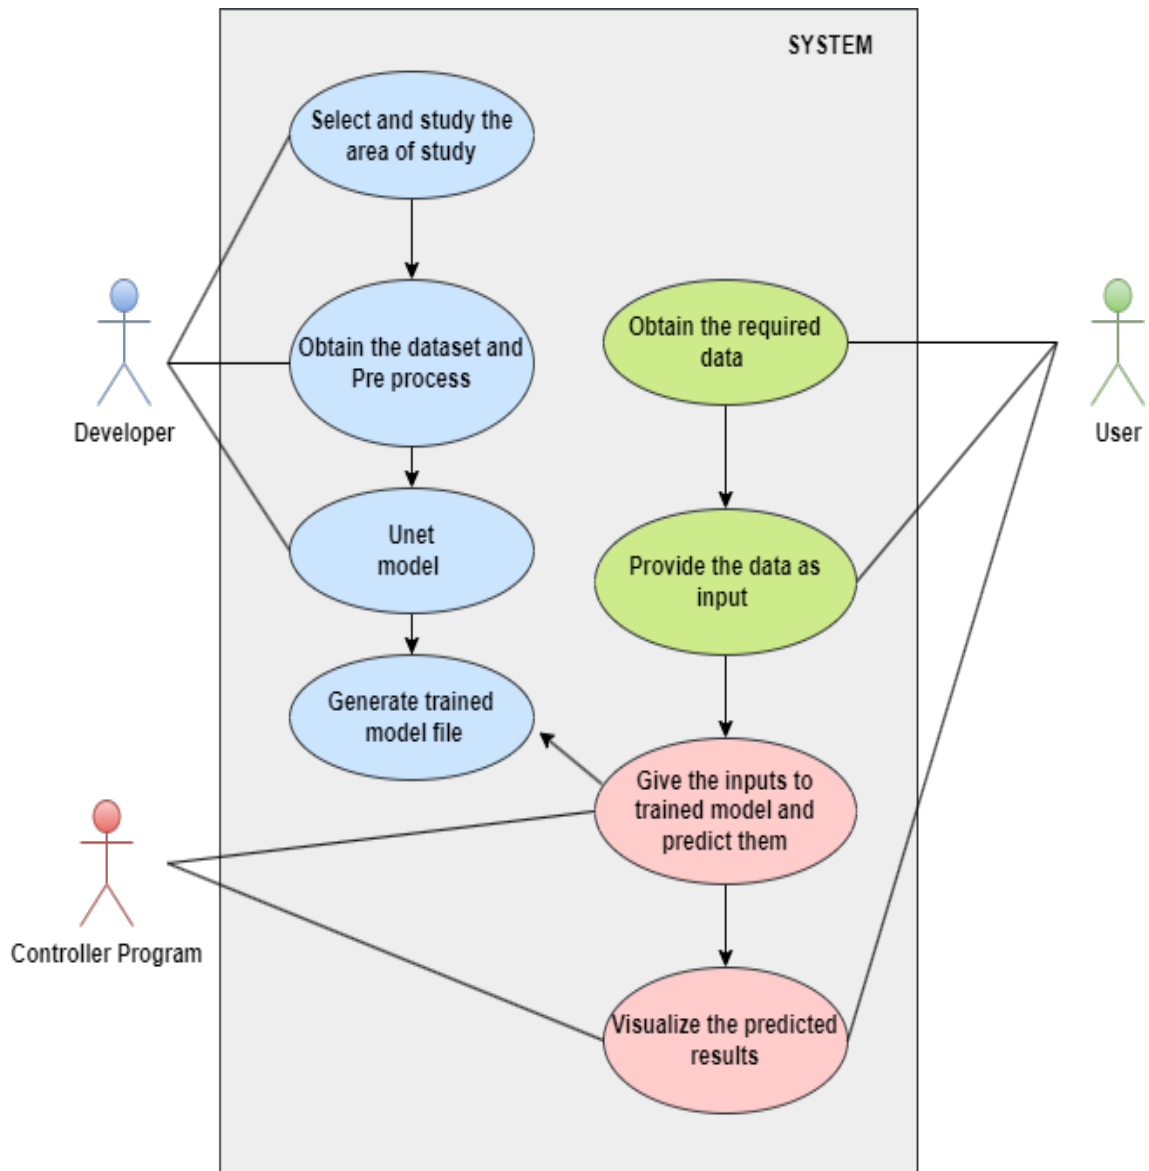 SYSTEM
Select and study the
area of study
Obtain the dataset and
Pre process
Developer
Unet
model
Generate trained
model file
Obtain the required
data
User
Provide the data as
input
Give the inputs to
trained model and
predict them
Controller Program
Visualize the predicted
results